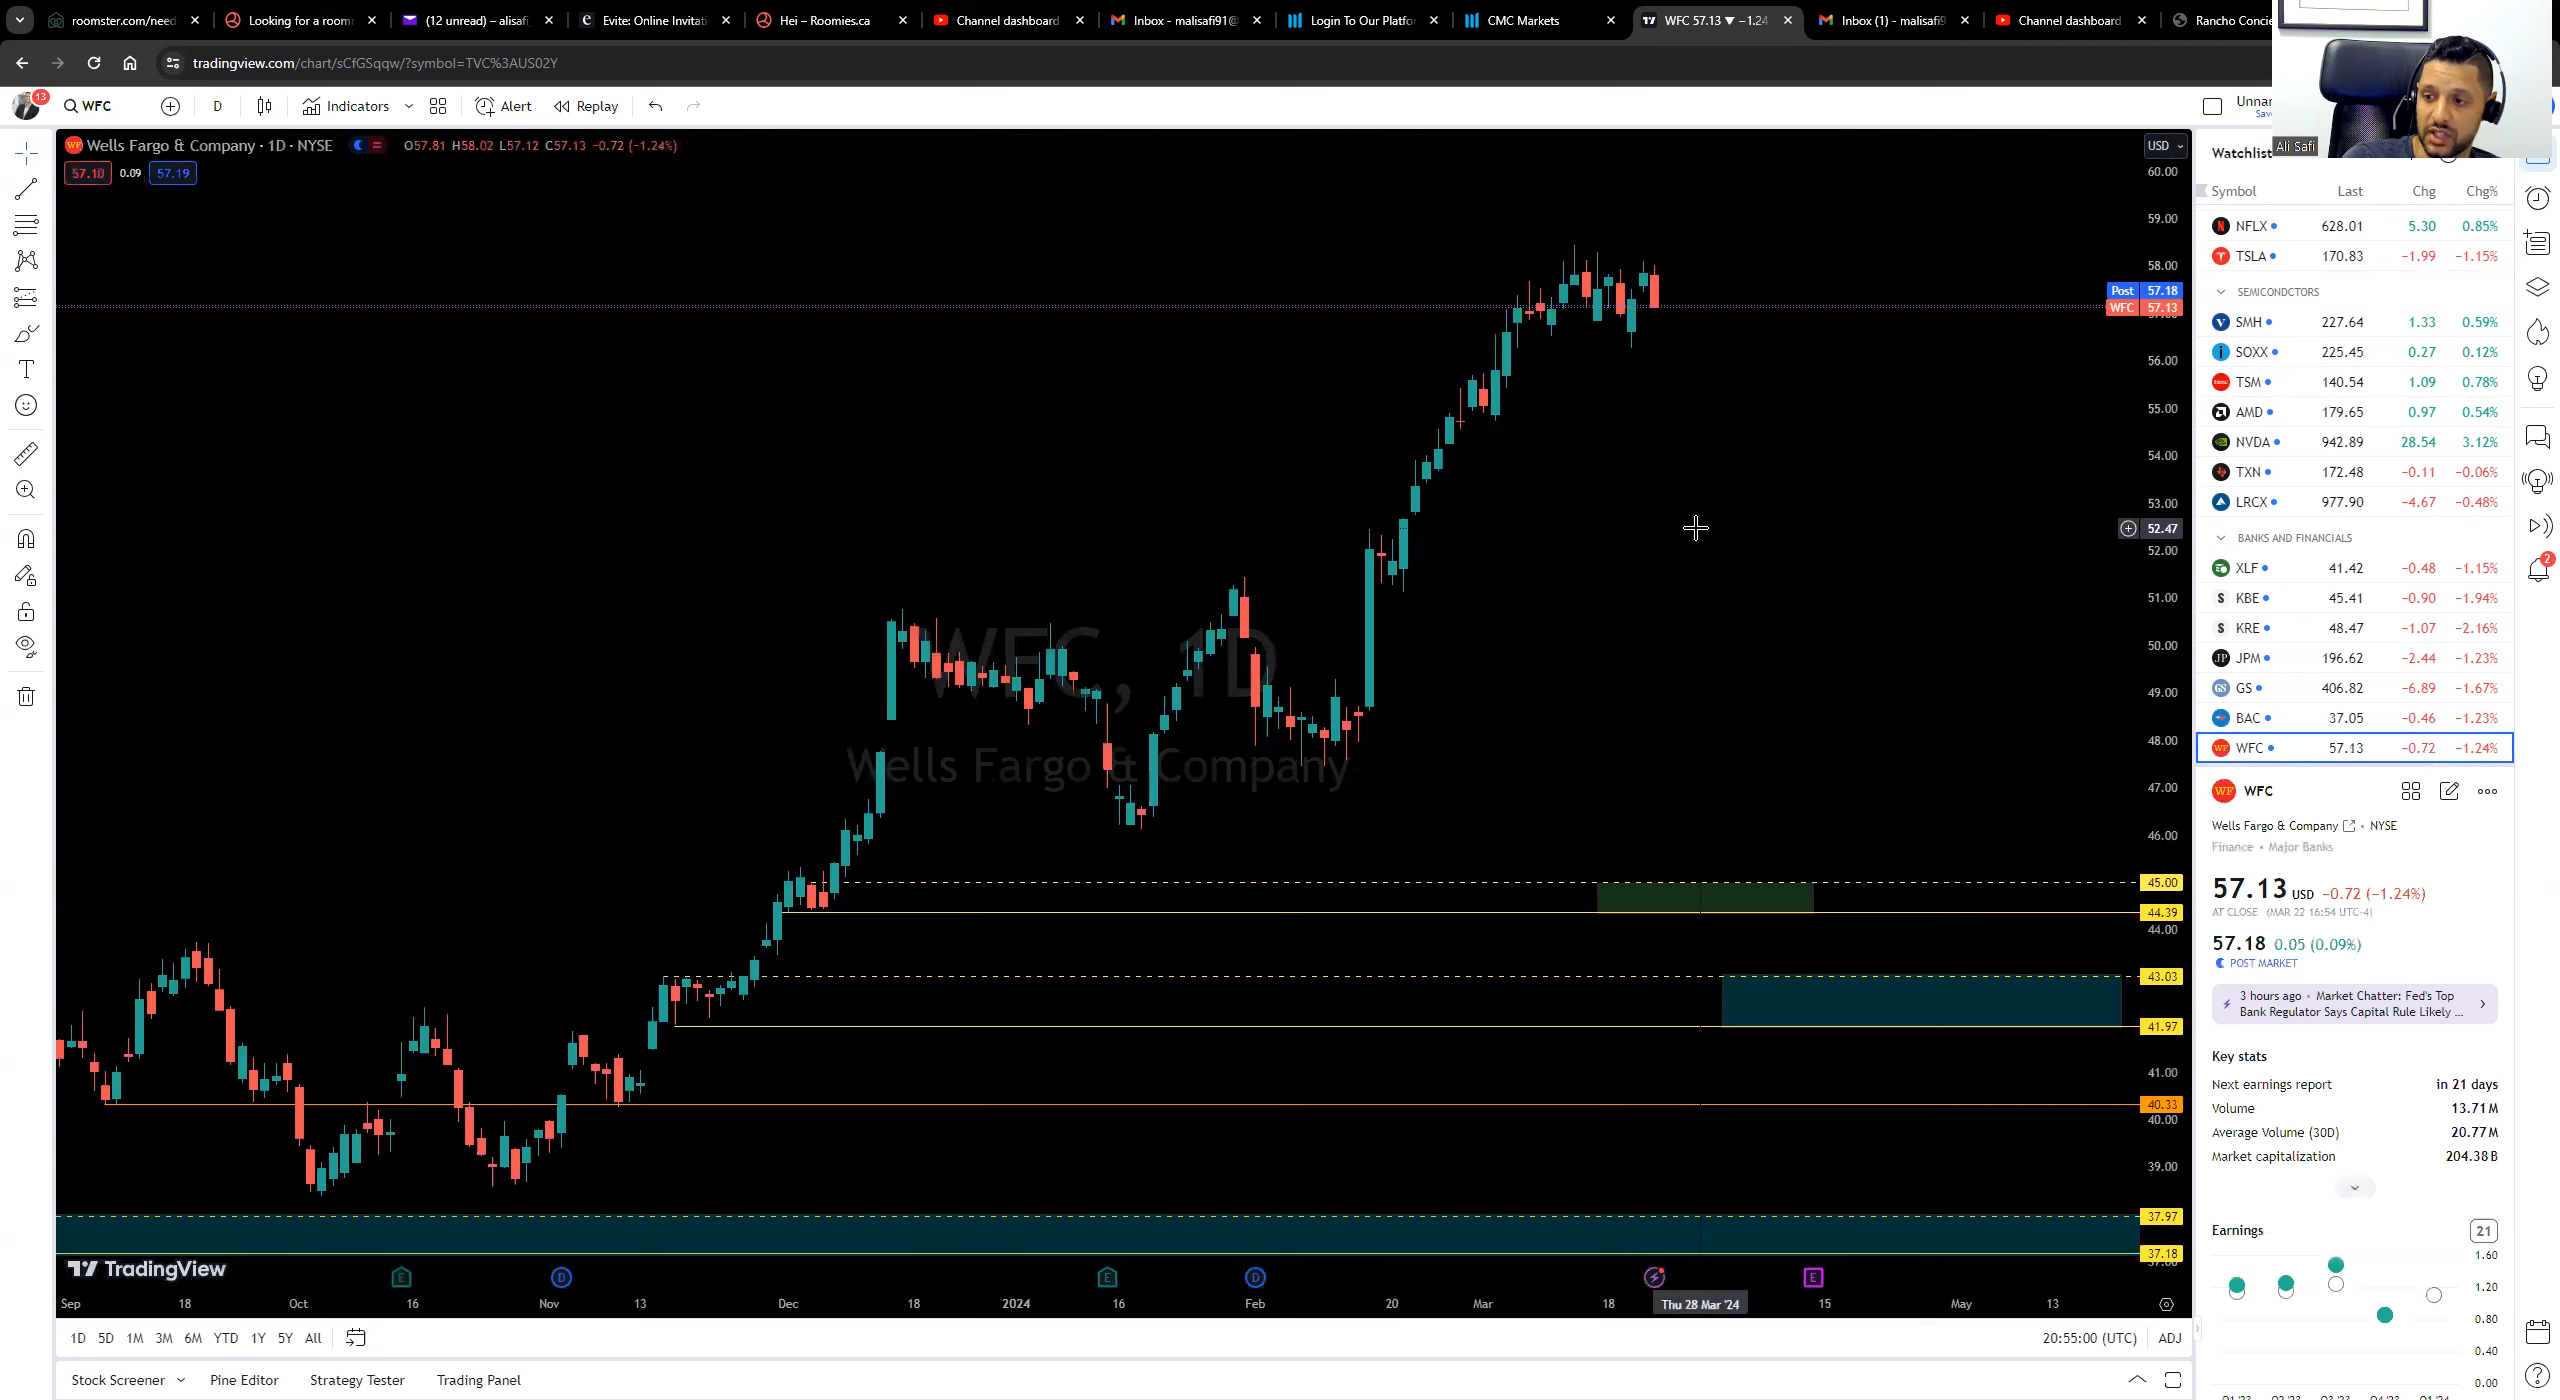 roomster.com/need
Looking for a roomr
(12 unread) – alisafi
Evite: Online Invitati
Hei – Roomies.ca
Channel dashboard
Inbox - malisafi91@
Login To Our Platfo
CMC Markets
WFC 57.13 ▼ −1.24
Inbox (1) - malisafi9
Channel dashboard
Rancho Concie
tradingview.com/chart/sCfGSqqw/?symbol=TVC%3AUS02Y
13
WFC
D
Indicators
Alert
Replay
Unnar
Save
Ali Safi
Wells Fargo & Company · 1D · NYSE O57.81 H58.02 L57.12 C57.13 −0.72 (−1.24%)
57.10 0.09 57.19
WFC, 1D
Wells Fargo & Company
USD
60.00
59.00
58.00
Post 57.18
WFC 57.13
56.00
55.00
54.00
53.00
52.47
52.00
51.00
50.00
49.00
48.00
47.00
46.00
45.00
44.39
44.00
43.03
41.97
41.00
40.33
40.00
39.00
37.97
37.18
TradingView
E D E D E
Sep 18 Oct 16 Nov 13 Dec 18 2024 16 Feb 20 Mar 18 Thu 28 Mar '24 15 May 13
1D 5D 1M 3M 6M YTD 1Y 5Y All
20:55:00 (UTC) ADJ
Stock Screener Pine Editor Strategy Tester Trading Panel
Watchlist
Symbol Last Chg Chg%
NFLX 628.01 5.30 0.85%
TSLA 170.83 −1.99 −1.15%
SEMICONDCTORS
SMH 227.64 1.33 0.59%
SOXX 225.45 0.27 0.12%
TSM 140.54 1.09 0.78%
AMD 179.65 0.97 0.54%
NVDA 942.89 28.54 3.12%
TXN 172.48 −0.11 −0.06%
LRCX 977.90 −4.67 −0.48%
BANKS AND FINANCIALS
XLF 41.42 −0.48 −1.15%
KBE 45.41 −0.90 −1.94%
KRE 48.47 −1.07 −2.16%
JPM 196.62 −2.44 −1.23%
GS 406.82 −6.89 −1.67%
BAC 37.05 −0.46 −1.23%
WFC 57.13 −0.72 −1.24%
WFC
Wells Fargo & Company • NYSE
Finance • Major Banks
57.13 USD −0.72 (−1.24%)
AT CLOSE (MAR 22 16:54 UTC-4)
57.18 0.05 (0.09%)
POST MARKET
3 hours ago • Market Chatter: Fed's Top
Bank Regulator Says Capital Rule Likely ...
Key stats
Next earnings report in 21 days
Volume 13.71M
Average Volume (30D) 20.77M
Market capitalization 204.38B
Earnings 21
1.60
1.20
0.80
0.40
0.00
2